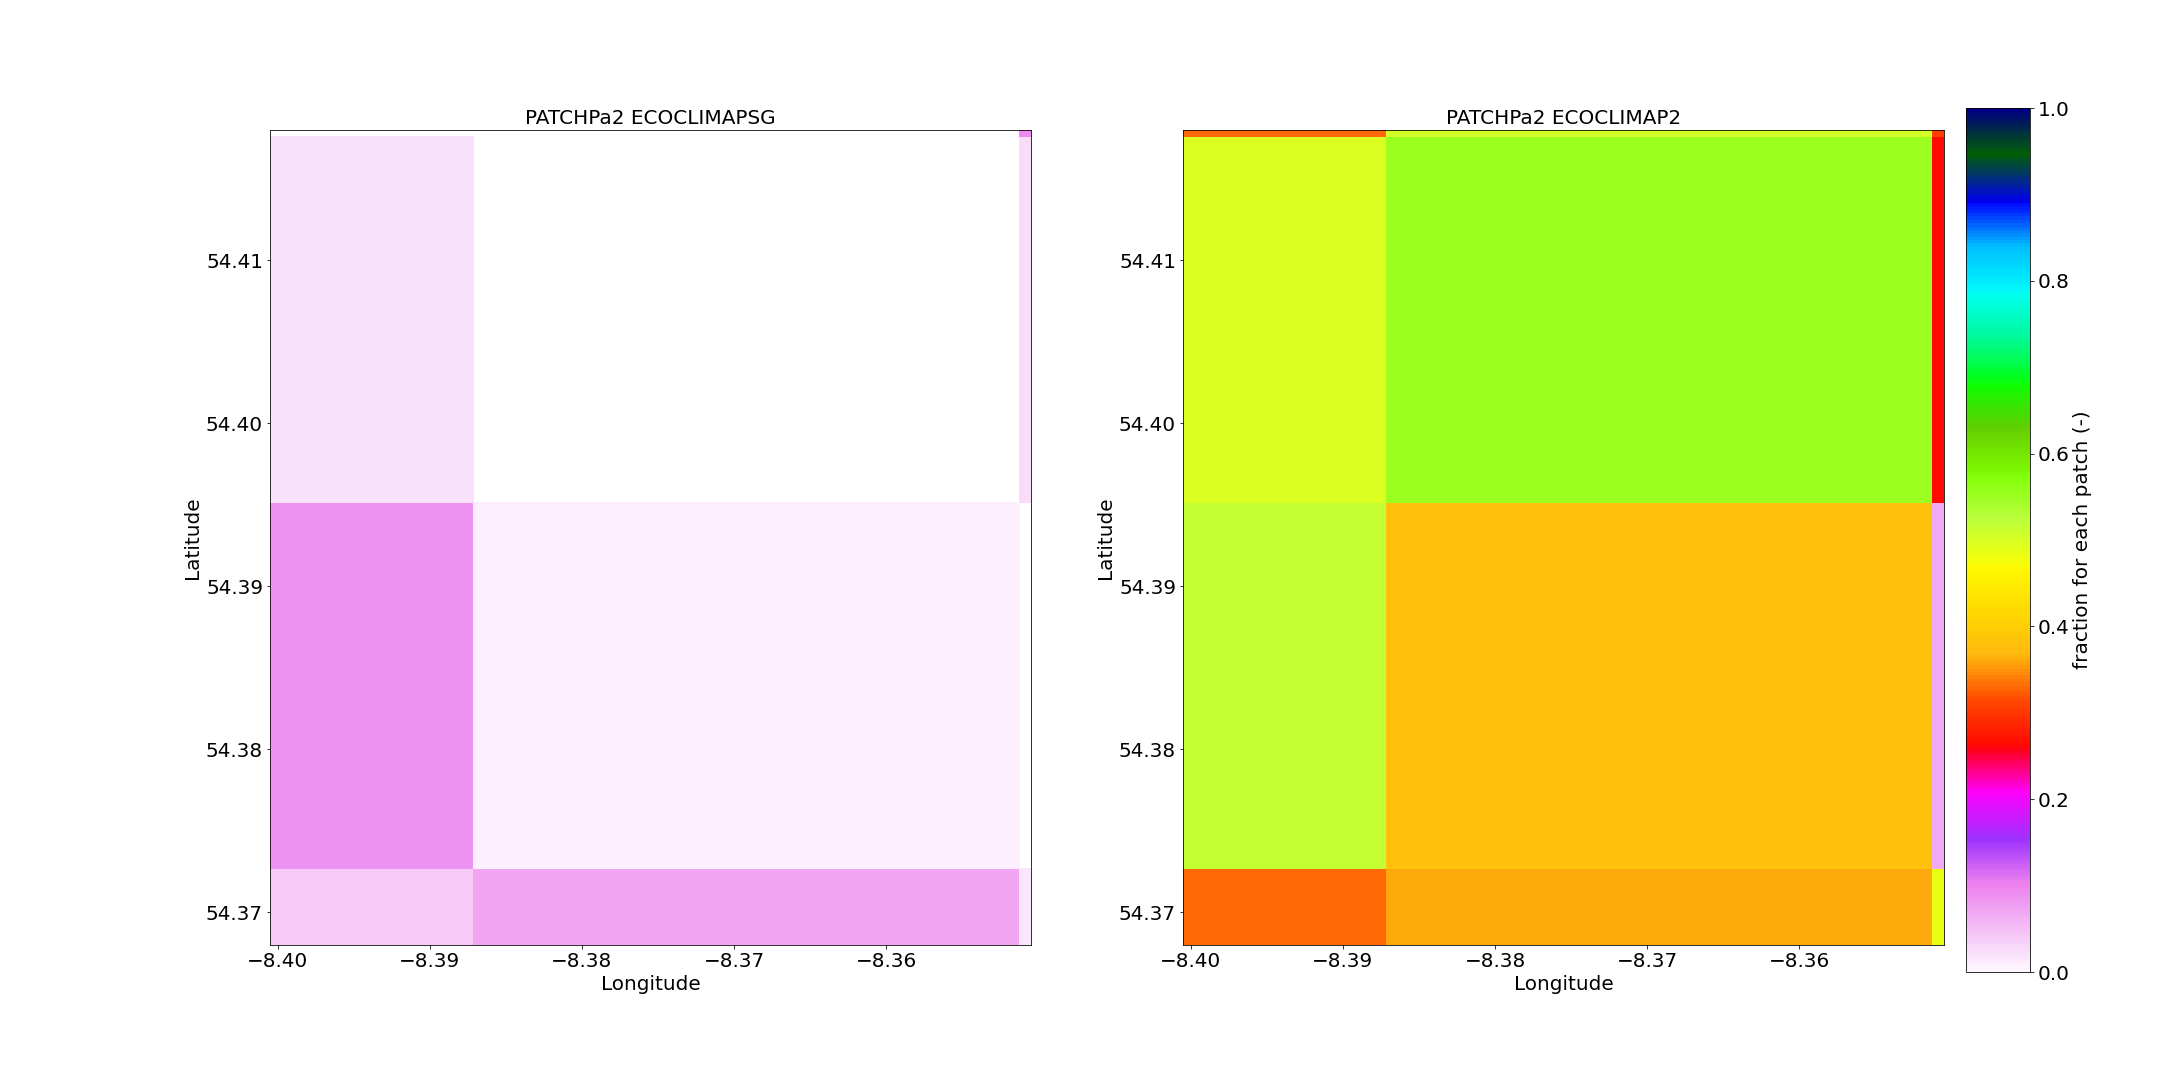 PATCHPa2 ECOCLIMAPSG
54.41
54.40
54.39
54.38
54.37
Latitude
−8.40 −8.39 −8.38 −8.37 −8.36
Longitude
PATCHPa2 ECOCLIMAP2
54.41
54.40
54.39
54.38
54.37
Latitude
−8.40 −8.39 −8.38 −8.37 −8.36
Longitude
1.0
0.8
0.6
0.4
0.2
0.0
fraction for each patch (-)